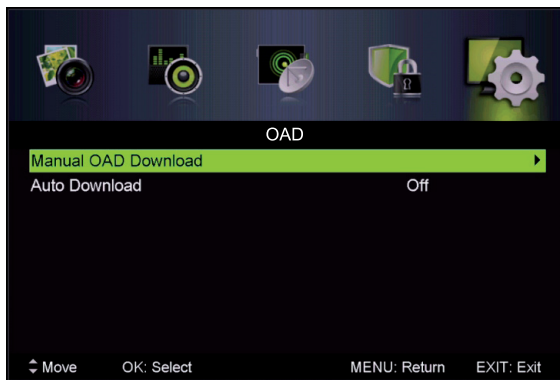 OAD
Manual OAD Download
Auto Download Off
Move OK: Select MENU: Return EXIT: Exit